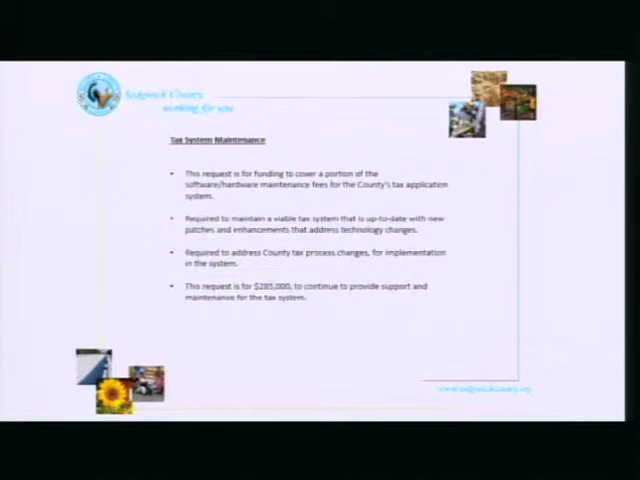 Sedgwick County
working for you
Tax System Maintenance
• This request is for funding to cover a portion of the
software/hardware maintenance fees for the County's tax application
system.
• Required to maintain a viable tax system that is up-to-date with new
patches and enhancements that address technology changes.
• Required to address County tax process changes, for implementation
in the system.
• This request is for $285,000, to continue to provide support and
maintenance for the tax system.
www.sedgwickcounty.org